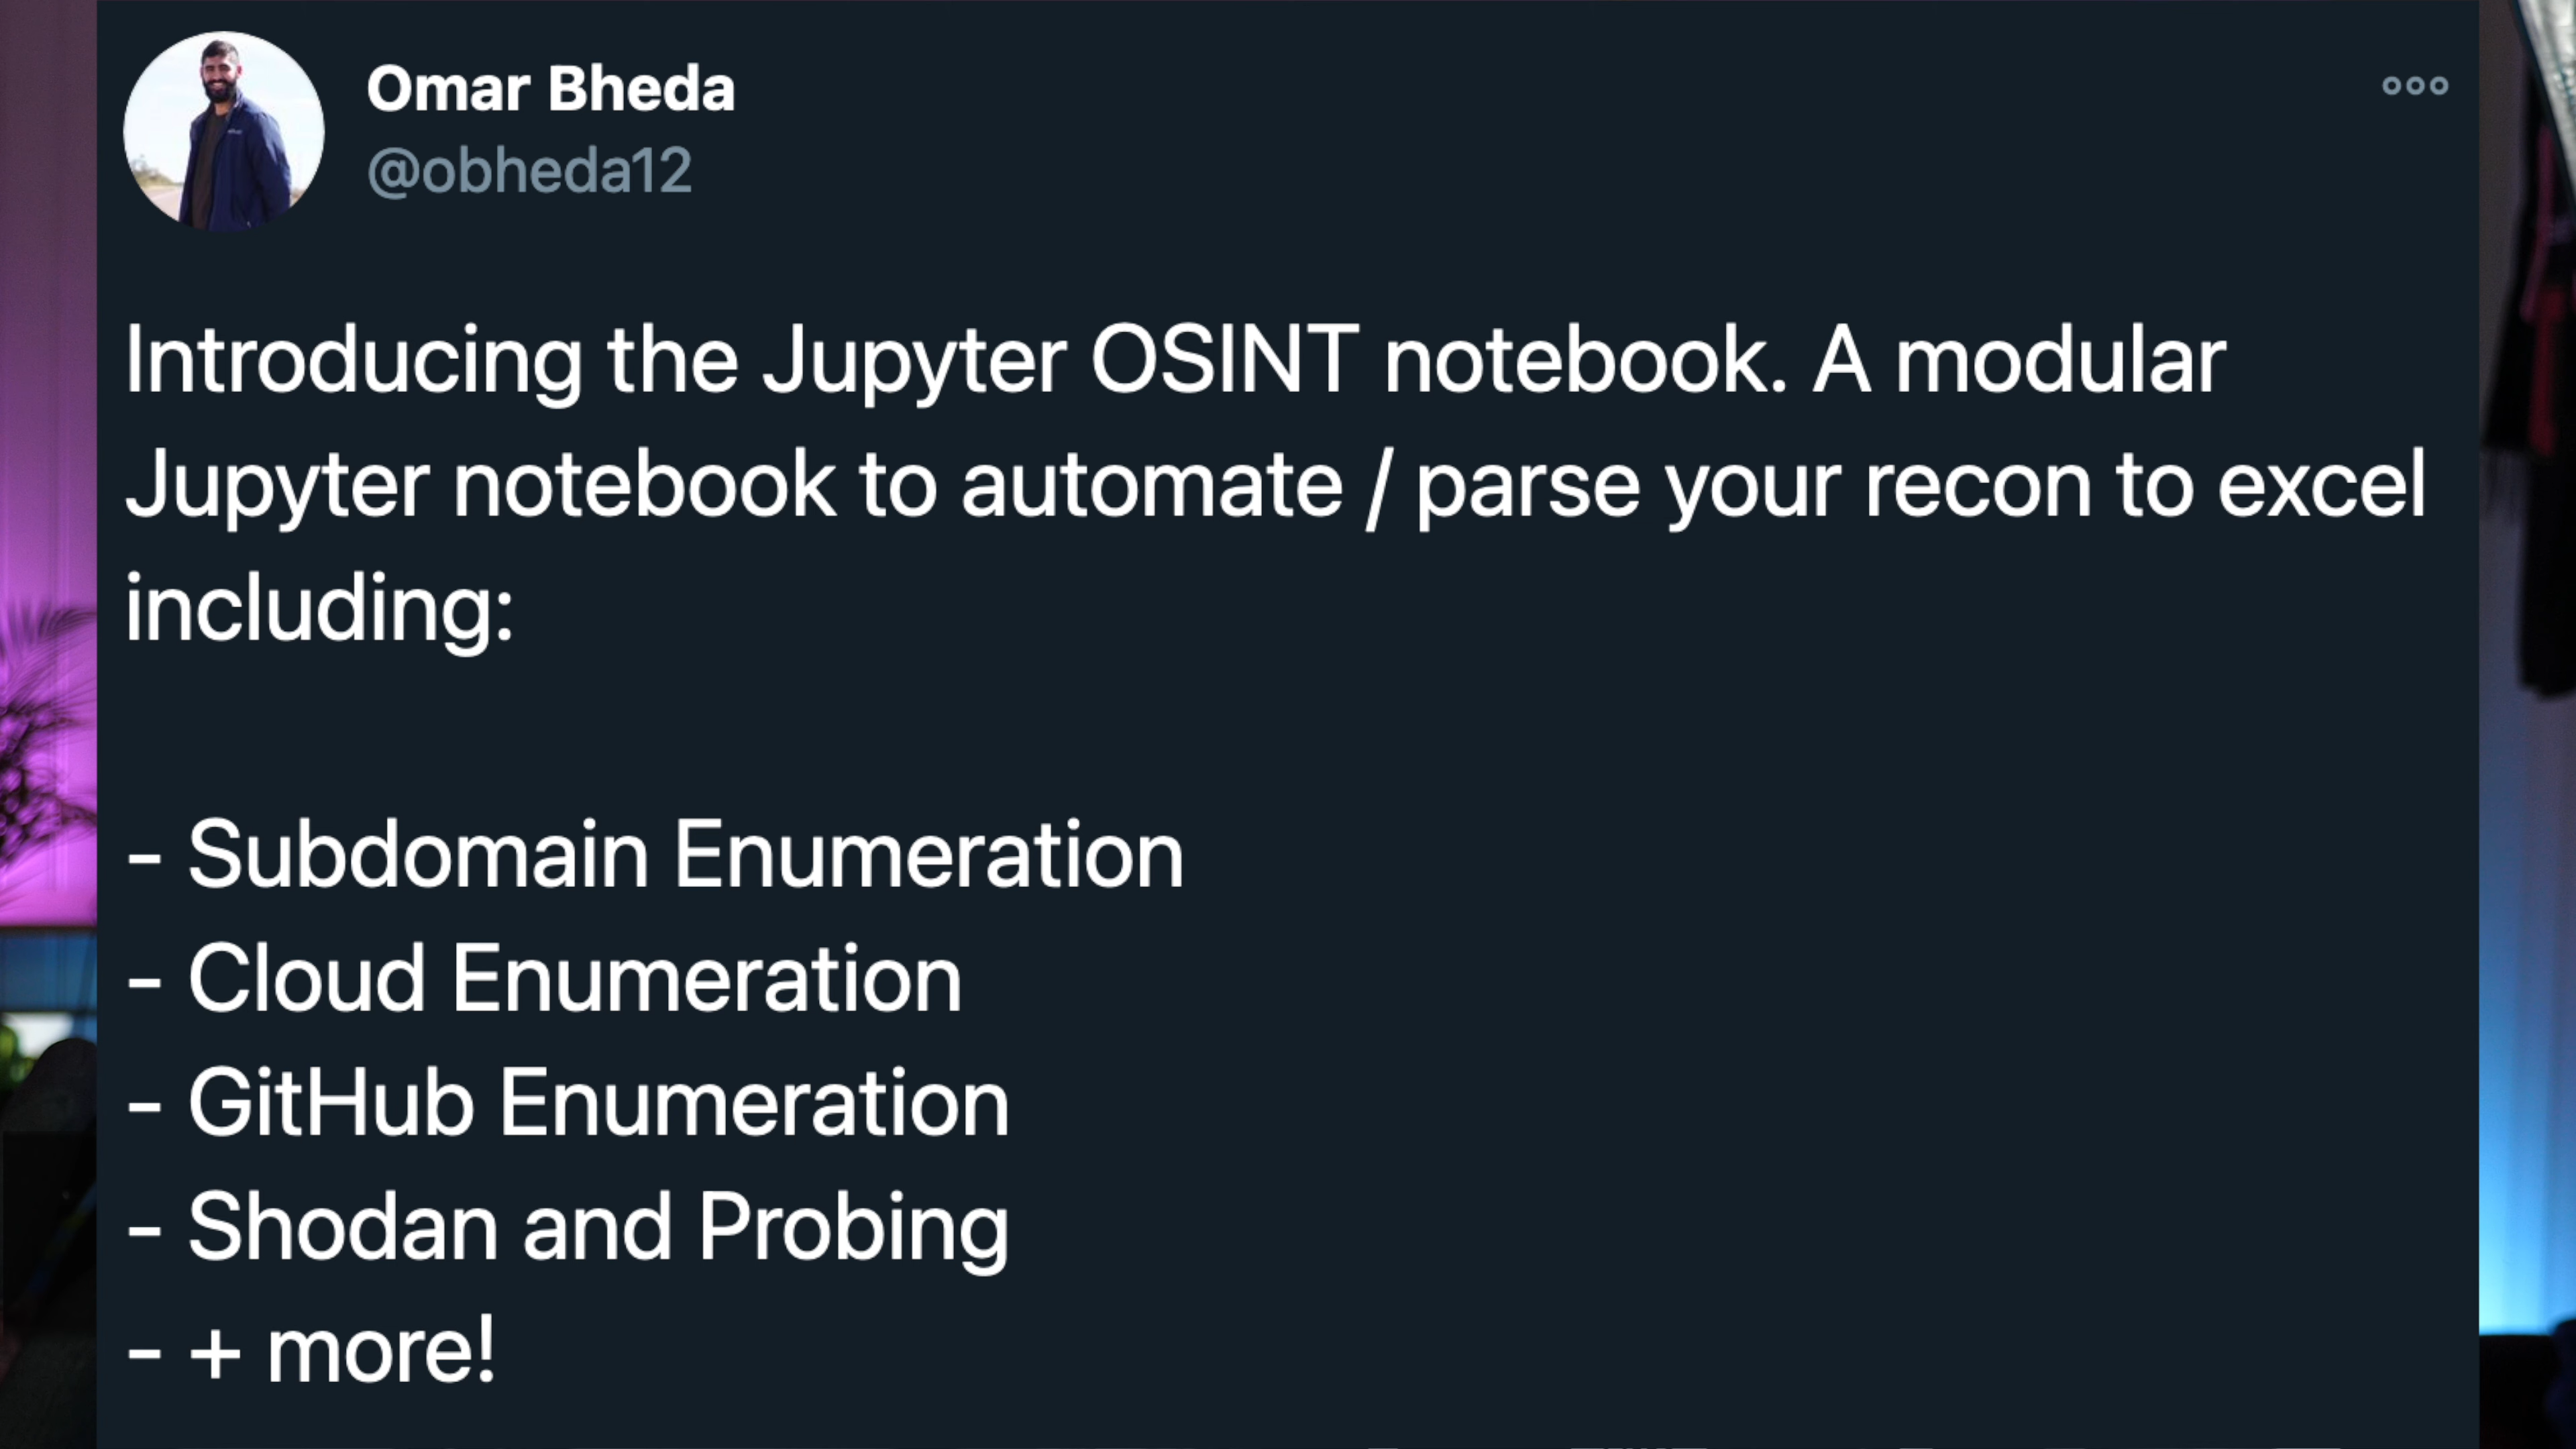 Omar Bheda
@obheda12
Introducing the Jupyter OSINT notebook. A modular
Jupyter notebook to automate / parse your recon to excel
including:
- Subdomain Enumeration
- Cloud Enumeration
- GitHub Enumeration
- Shodan and Probing
- + more!